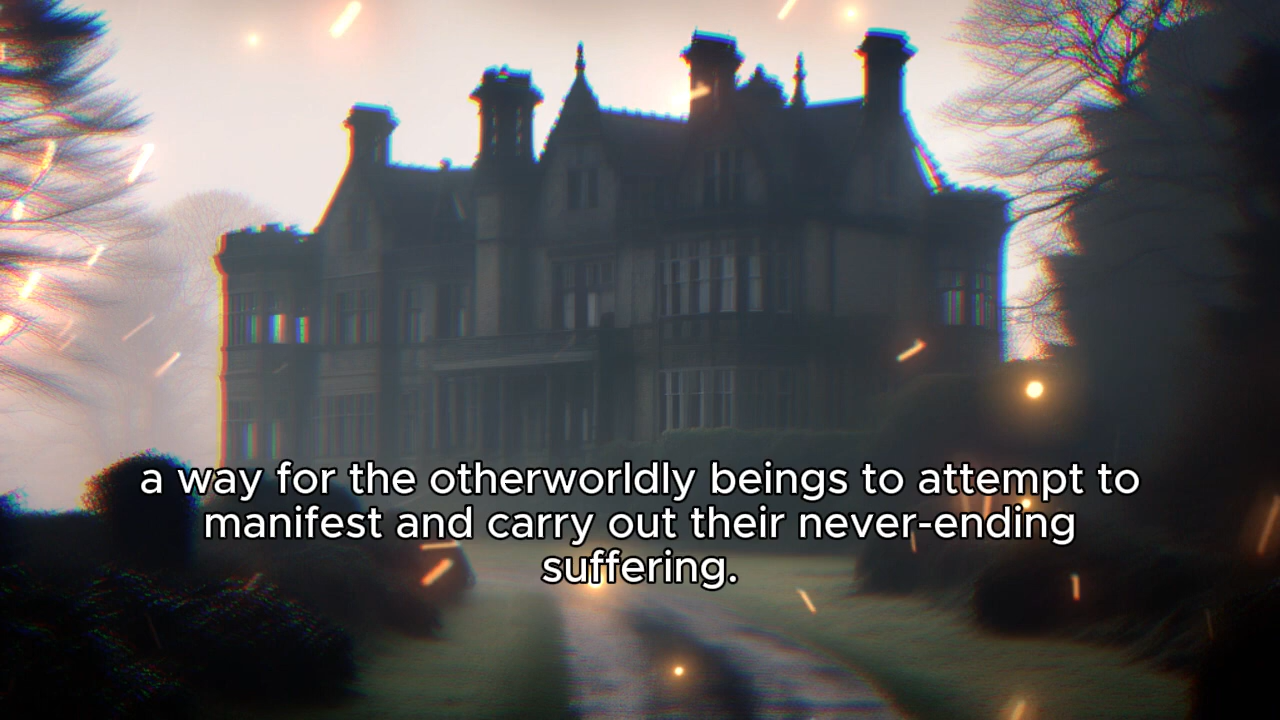 a way for the otherworldly beings to attempt to
manifest and carry out their never-ending
suffering.